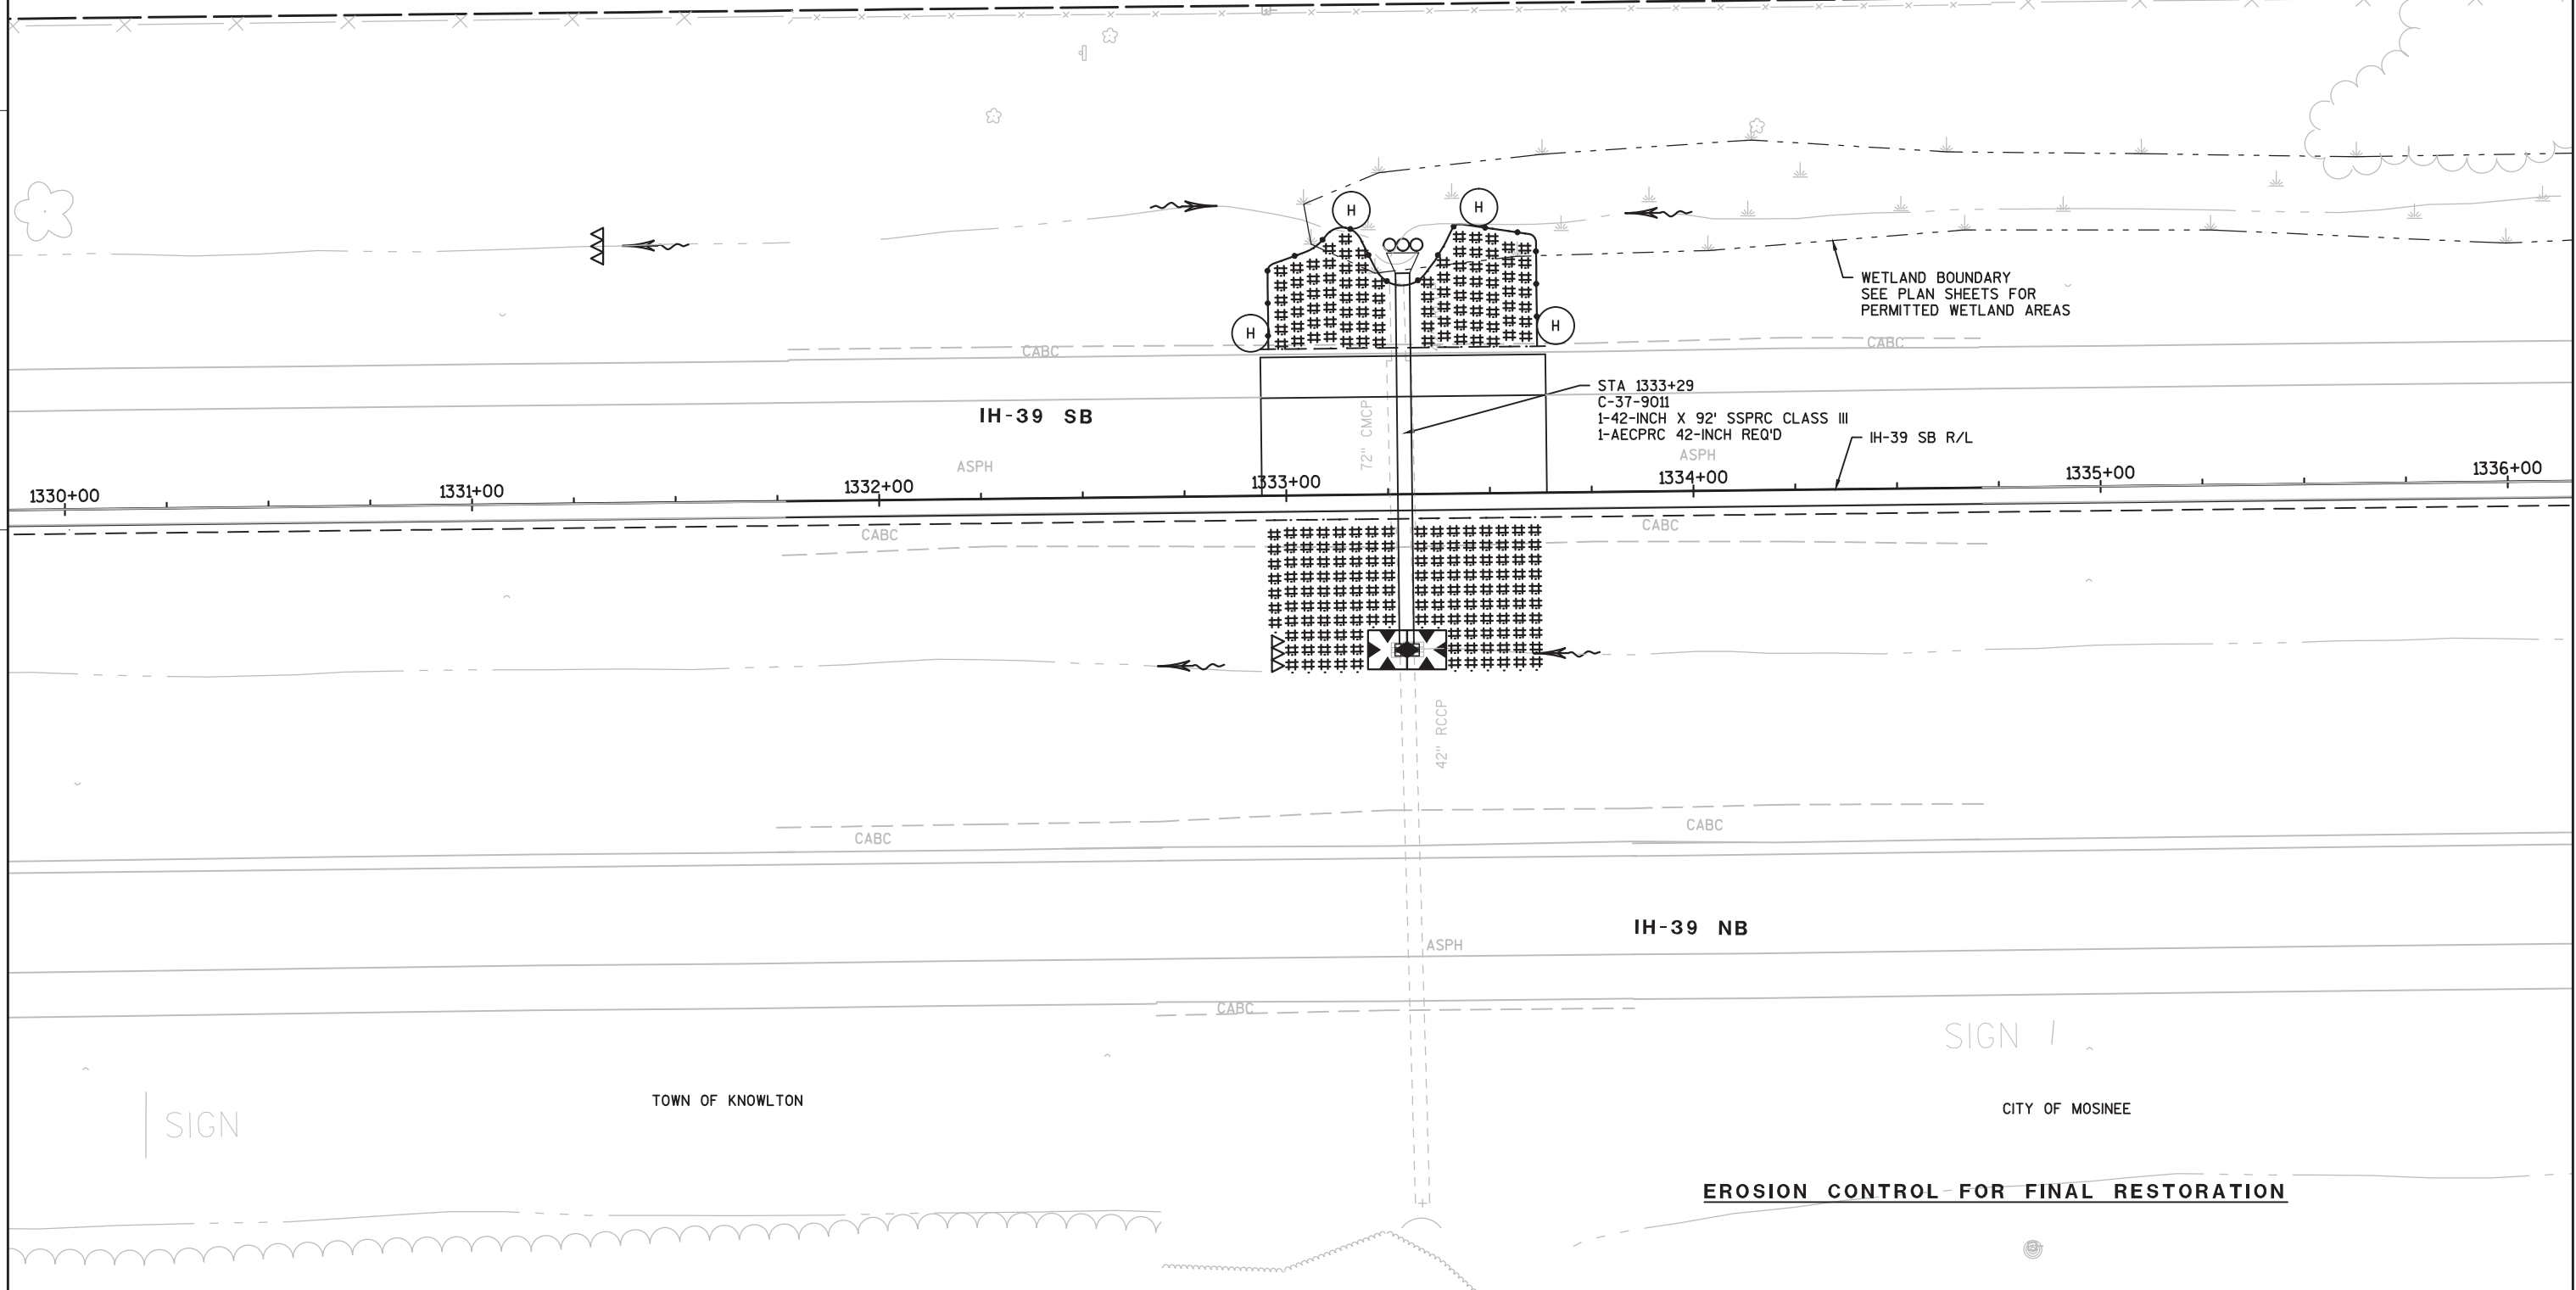 H
H
H
H
WETLAND BOUNDARY
SEE PLAN SHEETS FOR
PERMITTED WETLAND AREAS
CABC
CABC
IH-39 SB
72" CMCP
STA 1333+29
C-37-9011
1-42-INCH X 92' SSPRC CLASS III
1-AECPRC 42-INCH REQ'D
IH-39 SB R/L
ASPH
ASPH
1330+00
1331+00
1332+00
1333+00
1334+00
1335+00
1336+00
CABC
CABC
42" RCCP
CABC
CABC
IH-39 NB
ASPH
CABC
SIGN
SIGN
TOWN OF KNOWLTON
CITY OF MOSINEE
EROSION CONTROL FOR FINAL RESTORATION